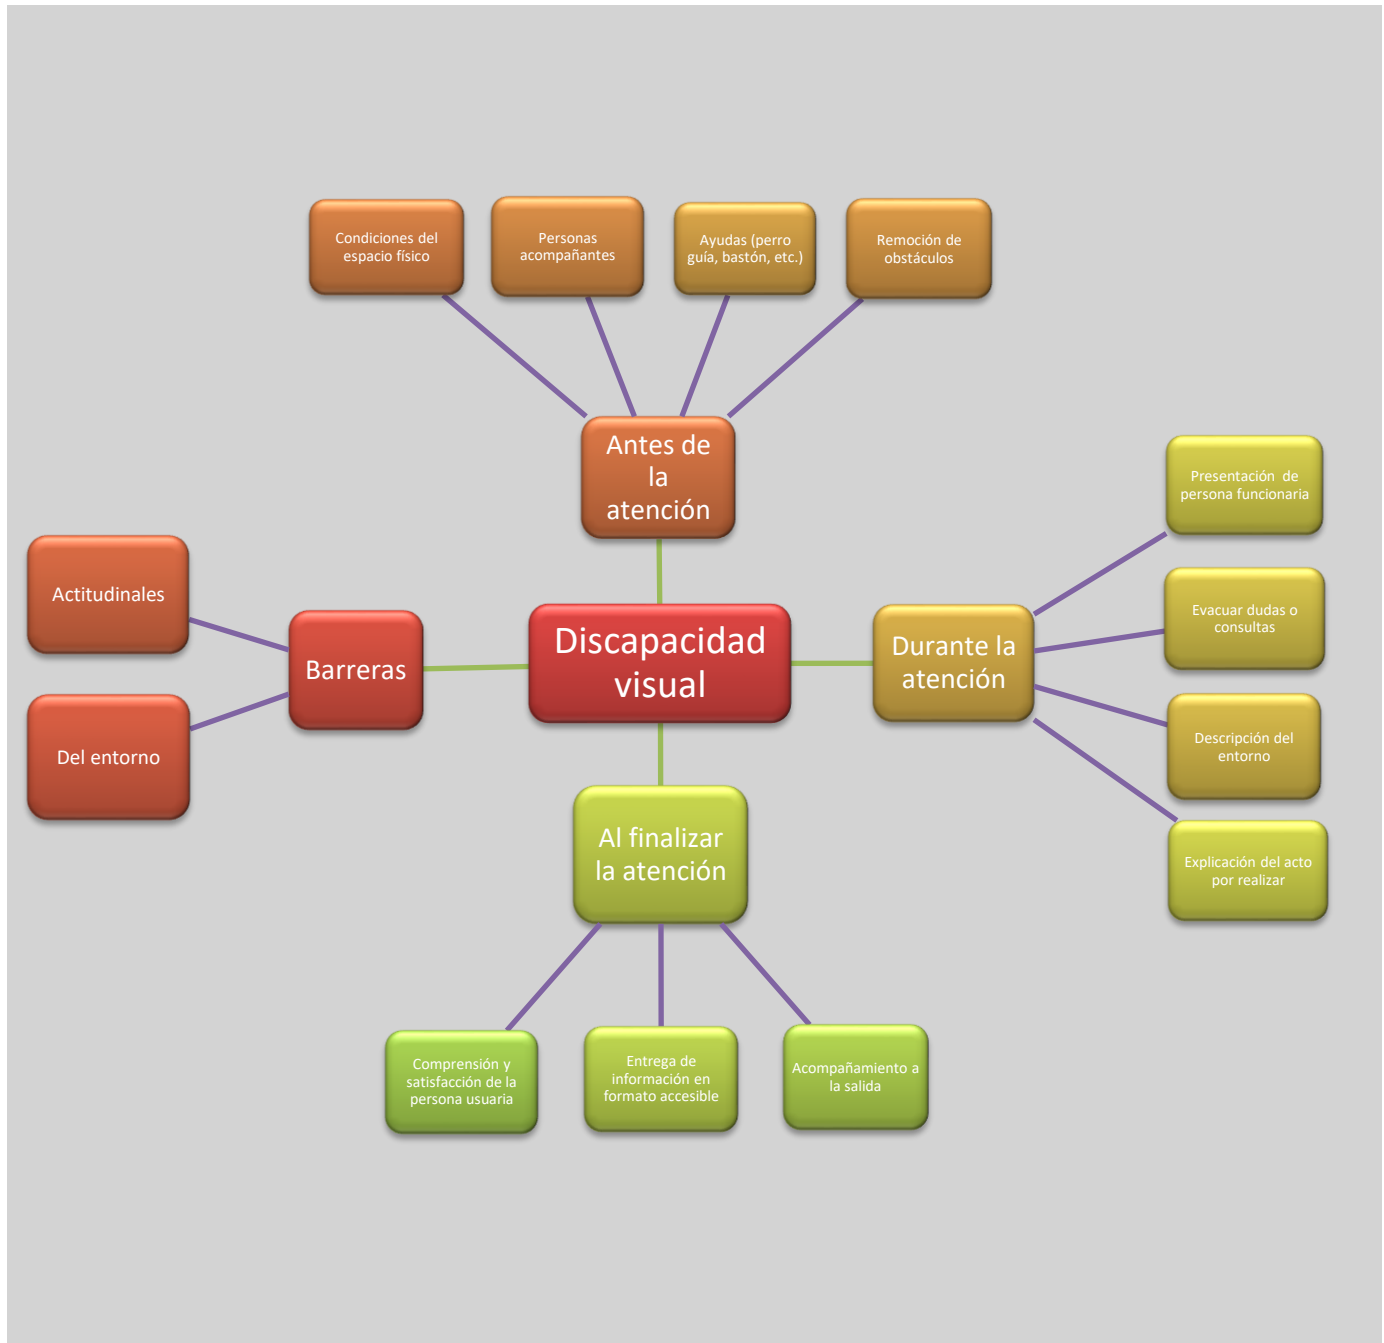 Condiciones del
espacio físico
Personas
acompañantes
Ayudas (perro
guía, bastón, etc.)
Remoción de
obstáculos
Antes de
la
atención
Presentación de
persona funcionaria
Evacuar dudas o
consultas
Descripción del
entorno
Explicación del acto
por realizar
Durante la
atención
Discapacidad
visual
Barreras
Actitudinales
Del entorno
Al finalizar
la atención
Comprensión y
satisfacción de la
persona usuaria
Entrega de
información en
formato accesible
Acompañamiento a
la salida